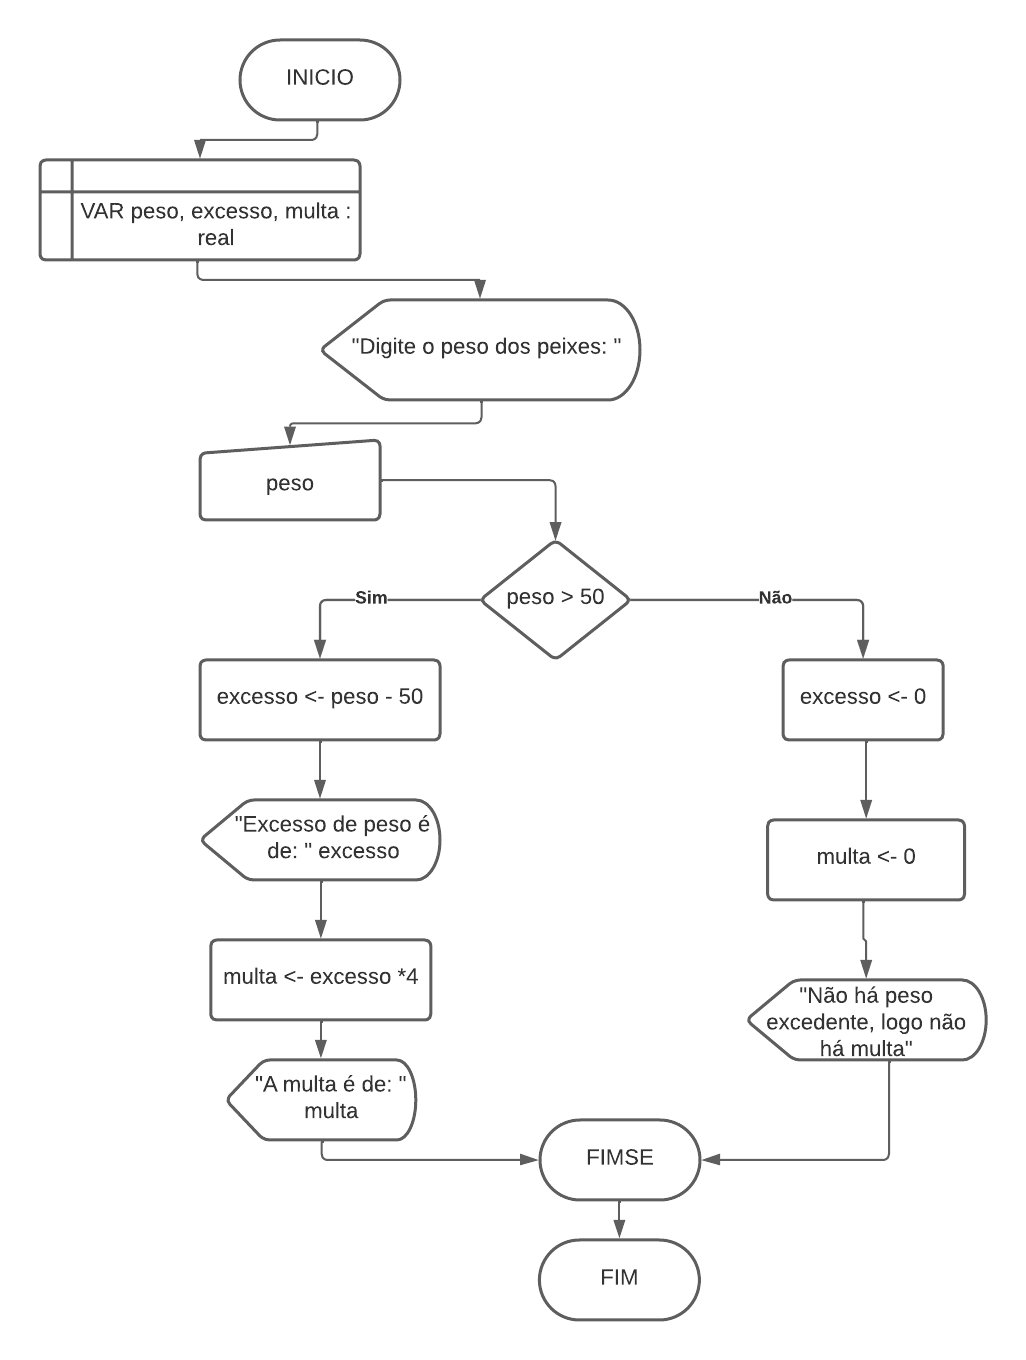 INICIO
VAR peso, excesso, multa :
real
"Digite o peso dos peixes: "
peso
peso > 50
Sim
Não
excesso <- peso - 50
"Excesso de peso é
de: " excesso
multa <- excesso *4
"A multa é de: "
multa
excesso <- 0
multa <- 0
"Não há peso
excedente, logo não
há multa"
FIMSE
FIM